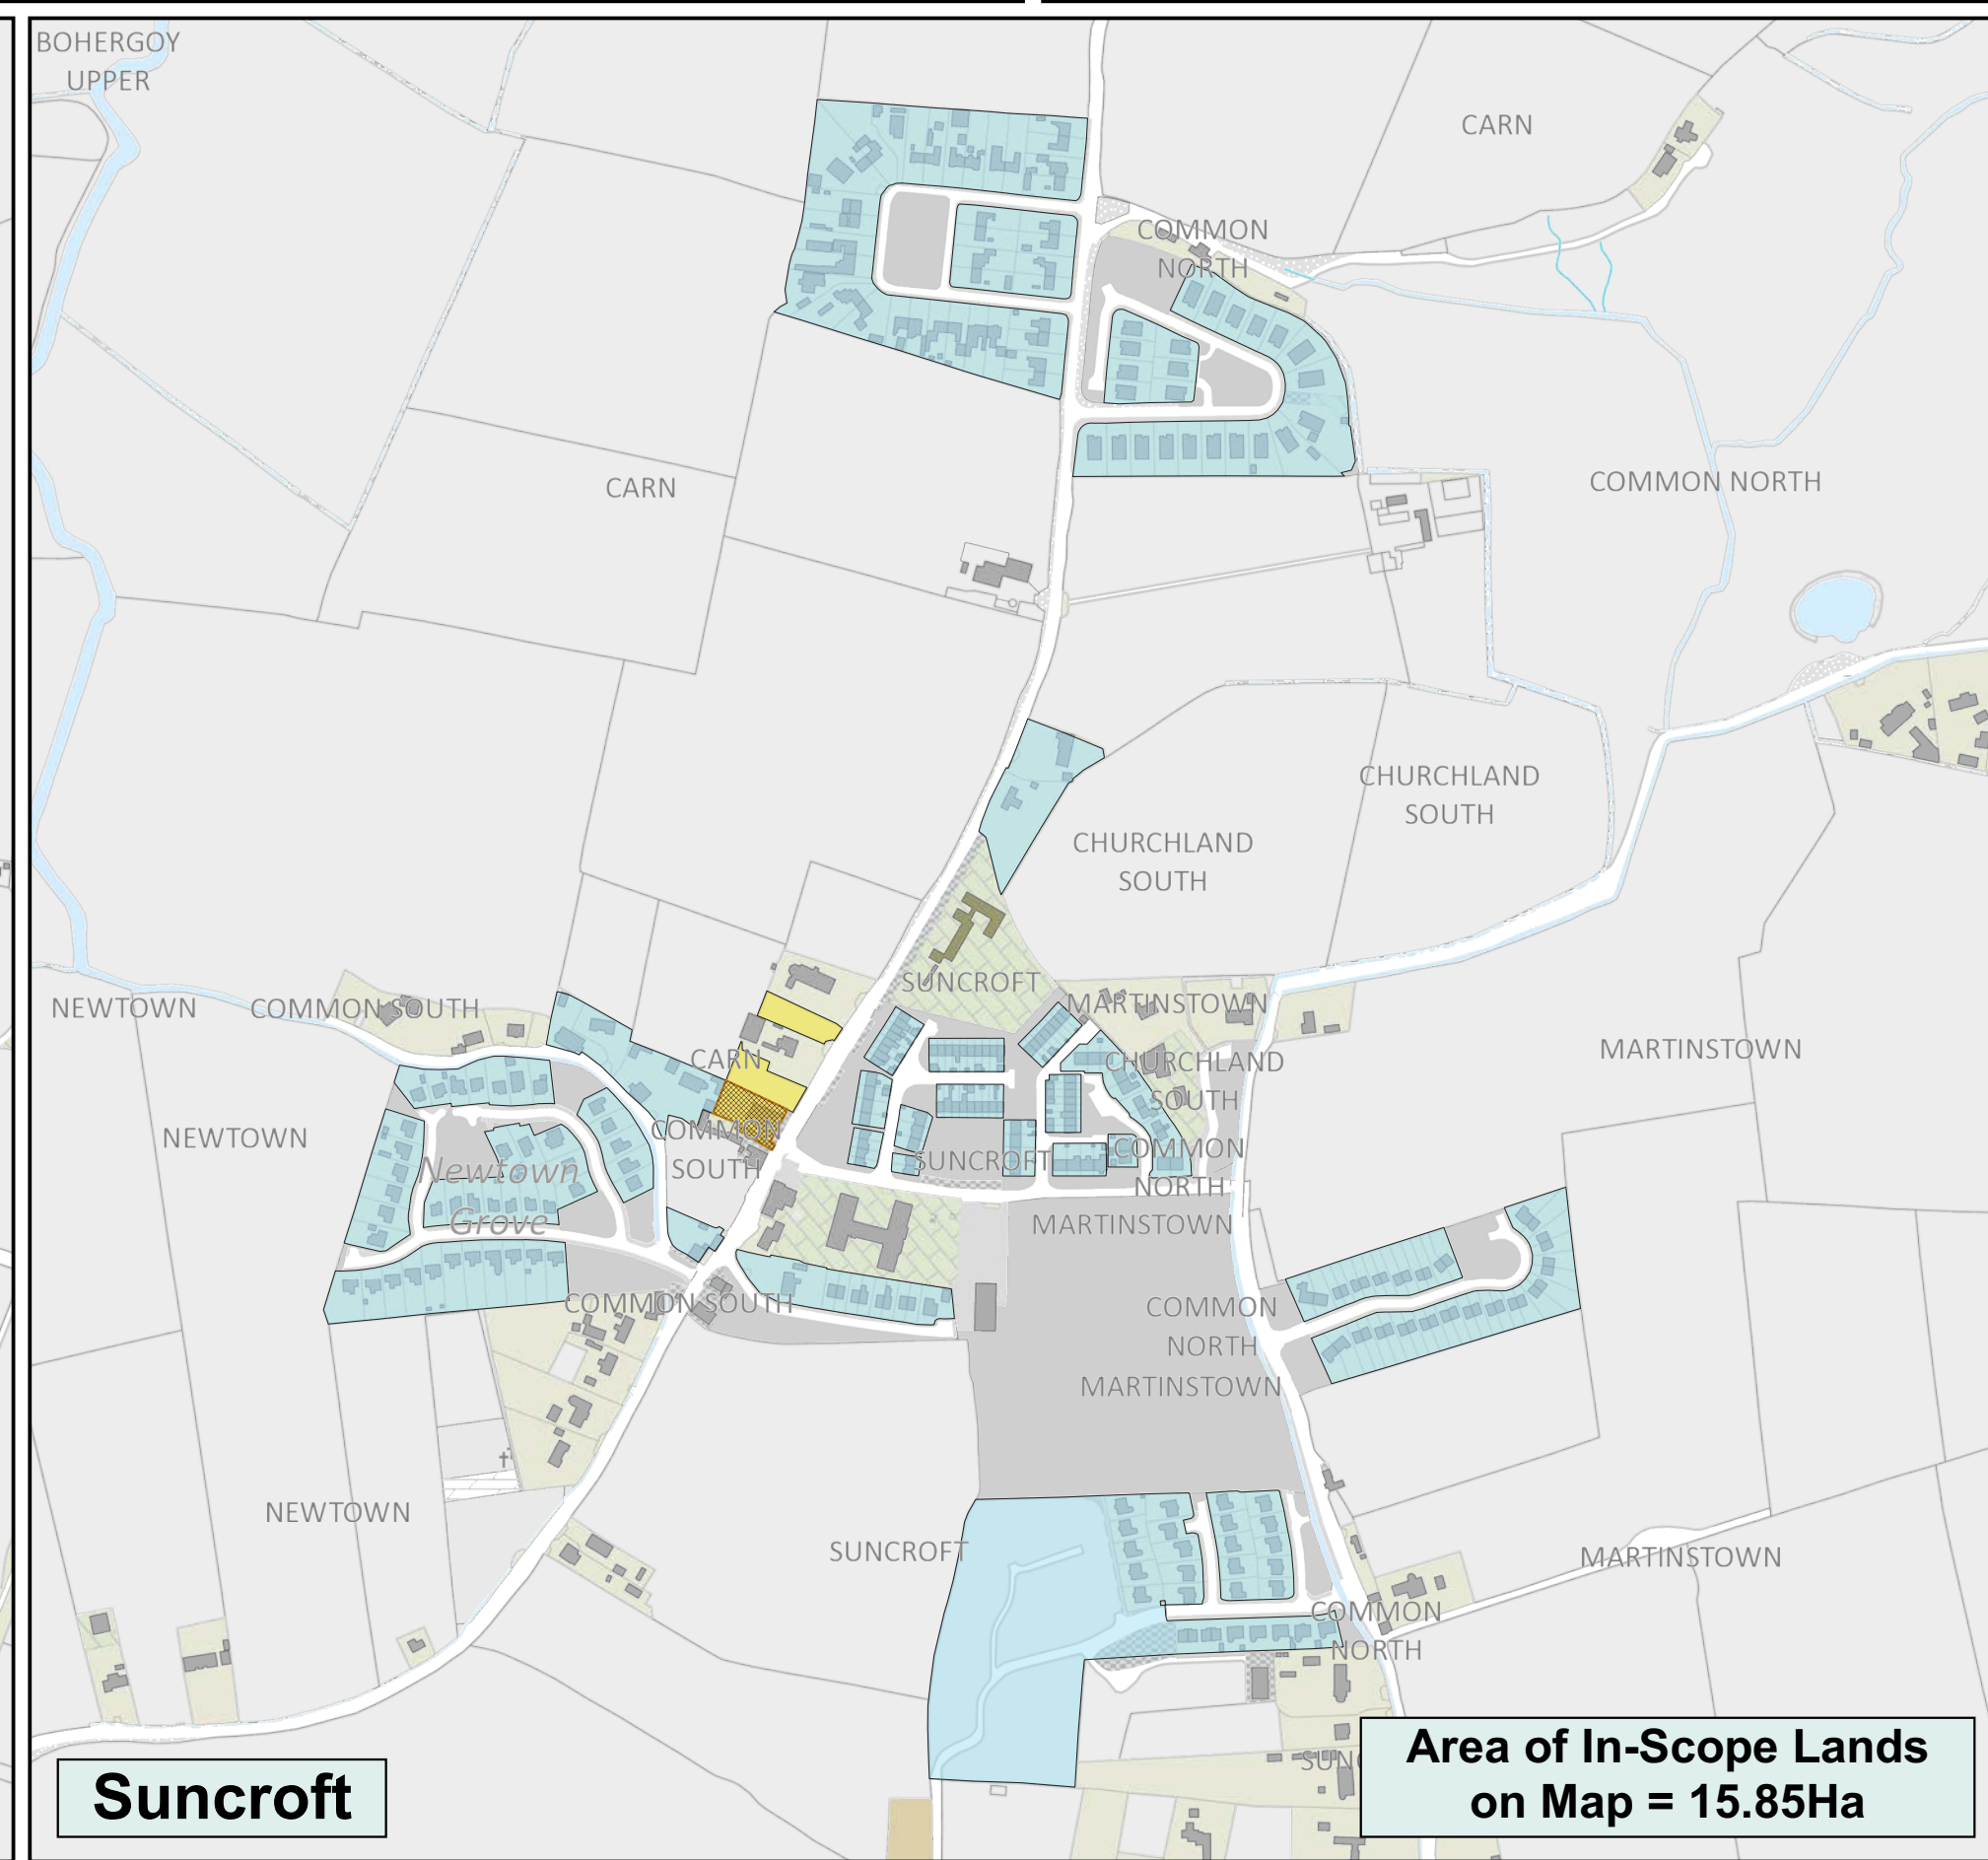 BOHERGOY
UPPER
CARN
COMMON
NORTH
CARN
COMMON NORTH
CHURCHLAND
SOUTH
CHURCHLAND
SOUTH
SUNCROFT
NEWTOWN
COMMON SOUTH
MARTINSTOWN
CARN
CHURCHLAND
SOUTH
MARTINSTOWN
NEWTOWN
COMMON
SOUTH
SUNCROFT
COMMON
NORTH
Newtown
Grove
MARTINSTOWN
COMMON SOUTH
COMMON
NORTH
MARTINSTOWN
NEWTOWN
SUNCROFT
MARTINSTOWN
COMMON
NORTH
Suncroft
Area of In-Scope Lands
on Map = 15.85Ha